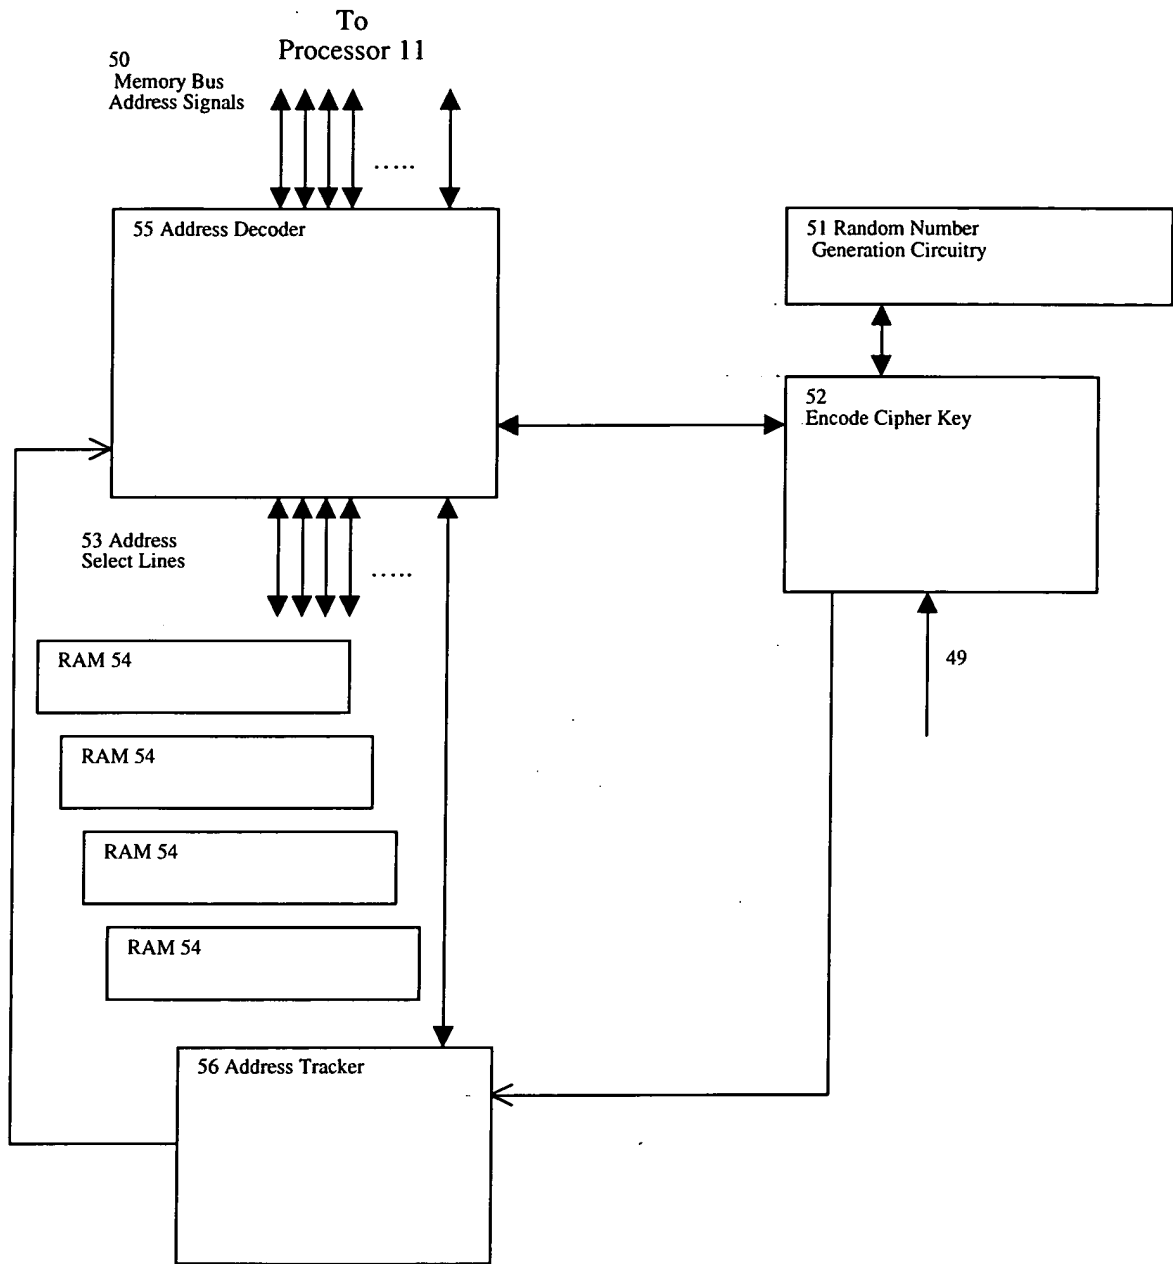 To
Processor 11
50
Memory Bus
Address Signals
.....
55 Address Decoder
51 Random Number
Generation Circuitry
52
Encode Cipher Key
53 Address
Select Lines
.....
49
RAM 54
RAM 54
RAM 54
RAM 54
56 Address Tracker